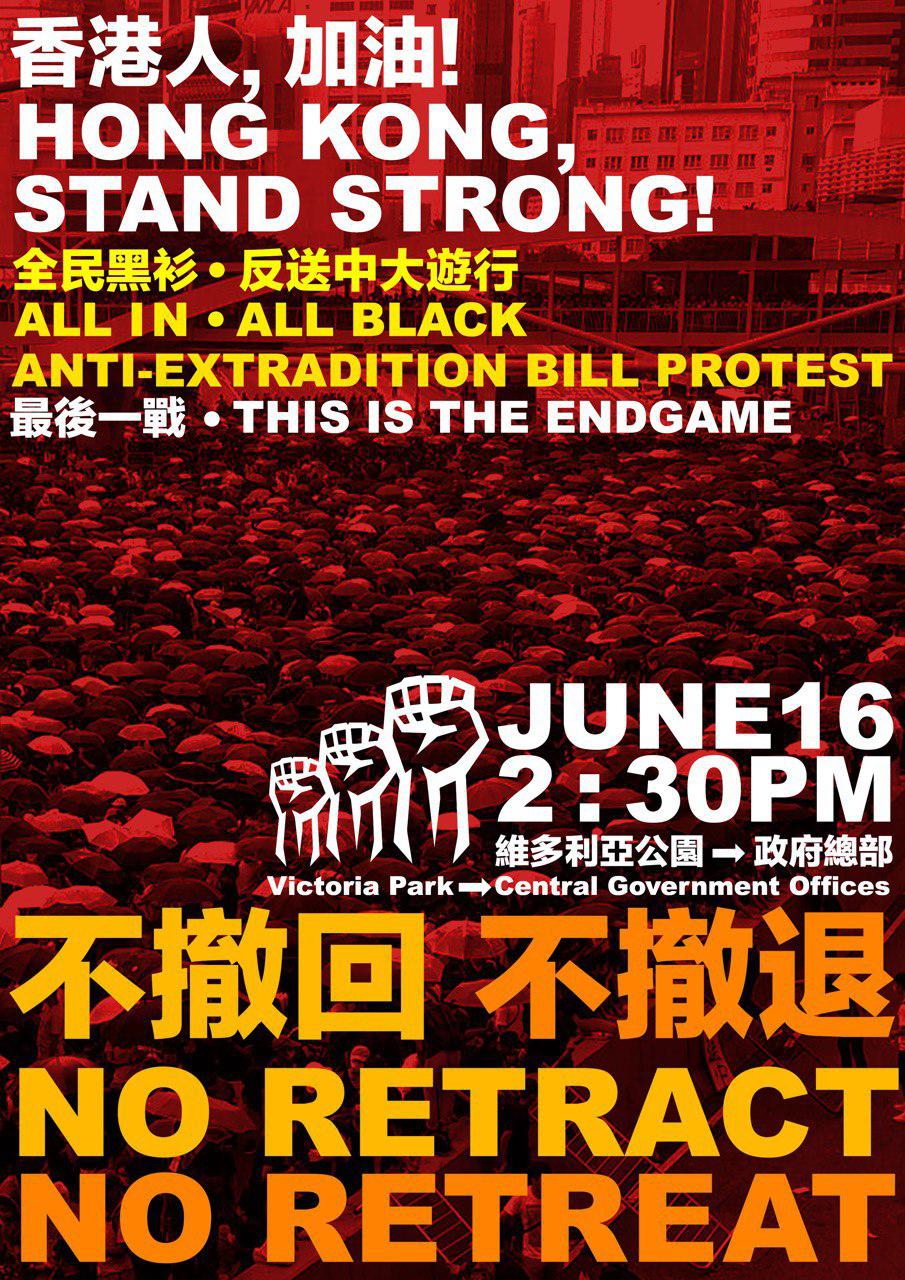 香港人, 加油!
HONG KONG,
STAND STRONG!
全民黑衫•反送中大遊行
ALL IN • ALL BLACK
ANTI-EXTRADITION BILL PROTEST
最後一戰 • THIS IS THE ENDGAME
JUNE16
2:30PM
維多利亞公園➡政府總部
Victoria Park➡Central Government Offices
不撤回 不撤退
NO RETRACT
NO RETREAT